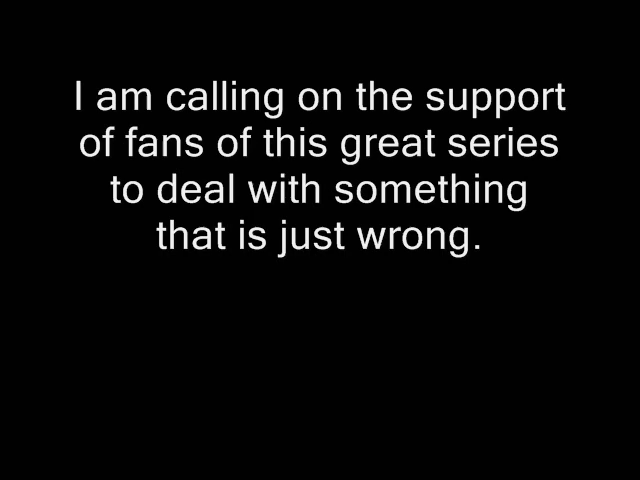 I am calling on the support
of fans of this great series
to deal with something
that is just wrong.